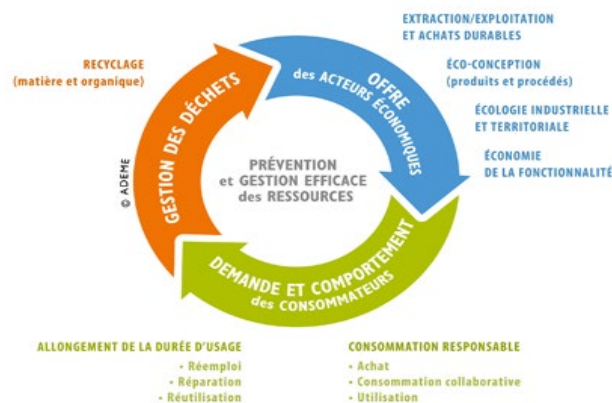 EXTRACTION/EXPLOITATION
ET ACHATS DURABLES
ÉCO-CONCEPTION
(produits et procédés)
ÉCOLOGIE INDUSTRIELLE
ET TERRITORIALE
ÉCONOMIE
DE LA FONCTIONNALITÉ
RECYCLAGE
(matière et organique)
OFFRE
des ACTEURS ÉCONOMIQUES
GESTION DES DÉCHETS
PRÉVENTION
et GESTION EFFICACE
des RESSOURCES
© ADEME
DEMANDE ET COMPORTEMENT
des CONSOMMATEURS
ALLONGEMENT DE LA DURÉE D'USAGE
• Réemploi
• Réparation
• Réutilisation
CONSOMMATION RESPONSABLE
• Achat
• Consommation collaborative
• Utilisation